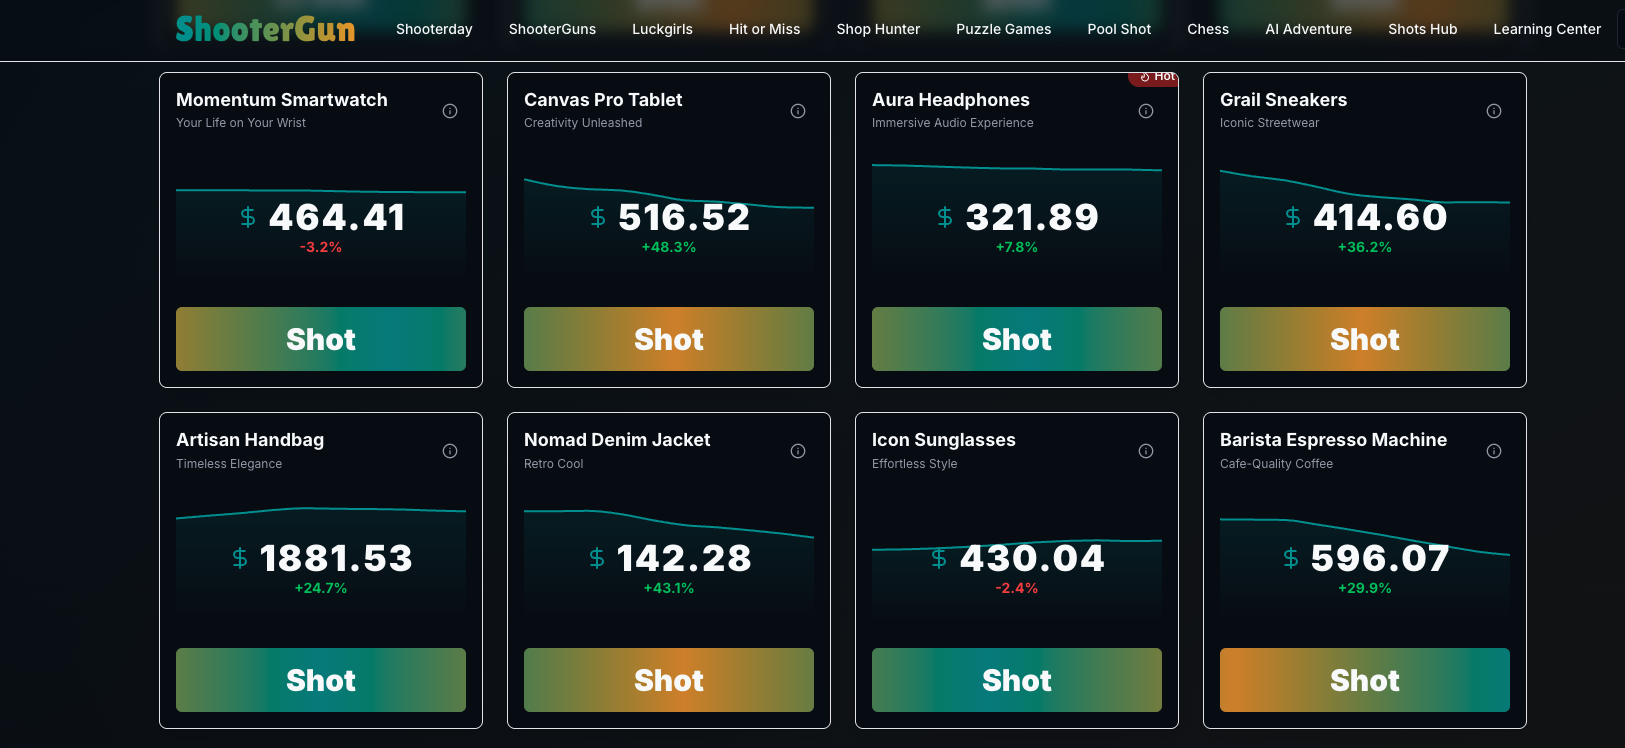 ShooterGun
Shooterday
ShooterGuns
Luckgirls
Hit or Miss
Shop Hunter
Puzzle Games
Pool Shot
Chess
AI Adventure
Shots Hub
Learning Center
Momentum Smartwatch
Your Life on Your Wrist
$ 464.41
-3.2%
Shot
Canvas Pro Tablet
Creativity Unleashed
$ 516.52
+48.3%
Shot
Hot
Aura Headphones
Immersive Audio Experience
$ 321.89
+7.8%
Shot
Grail Sneakers
Iconic Streetwear
$ 414.60
+36.2%
Shot
Artisan Handbag
Timeless Elegance
$ 1881.53
+24.7%
Shot
Nomad Denim Jacket
Retro Cool
$ 142.28
+43.1%
Shot
Icon Sunglasses
Effortless Style
$ 430.04
-2.4%
Shot
Barista Espresso Machine
Cafe-Quality Coffee
$ 596.07
+29.9%
Shot